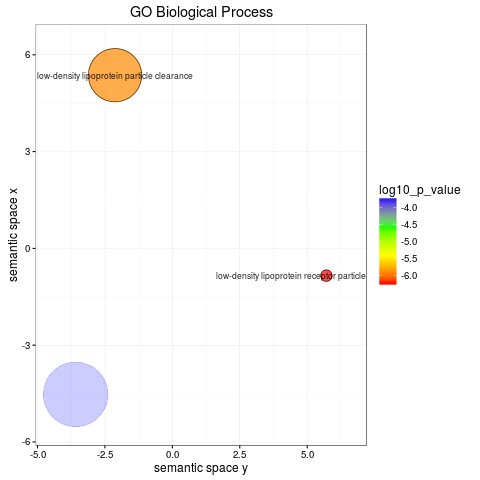 GO Biological Process
6
low-density lipoprotein particle clearance
3
0
low-density lipoprotein receptor particle
-3
-6
-5.0
-2.5
0.0
2.5
5.0
semantic space y
semantic space x
log10_p_value
-4.0
-4.5
-5.0
-5.5
-6.0